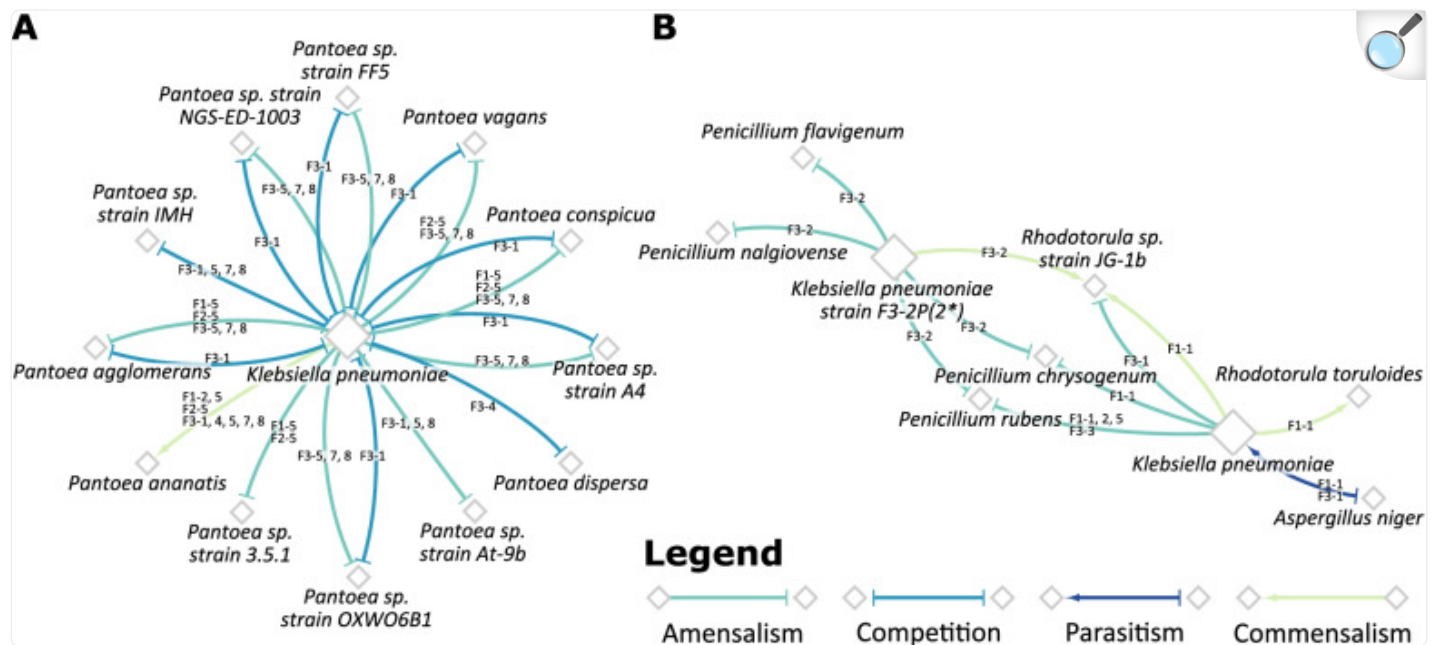 A
Pantoea sp.
strain FF5
Pantoea sp. strain
NGS-ED-1003
Pantoea vagans
Pantoea sp.
strain IMH
Pantoea conspicua
F3-1
F3-5, 7, 8
F3-5, 7, 8
F3-1
F2-5
F3-5, 7, 8
F3-1
F3-1
F3-1, 5, 7, 8
F1-5
F2-5
F3-5, 7, 8
F1-5
F2-5
F3-5, 7, 8
F3-1
F3-1
F3-5, 7, 8
Pantoea agglomerans
Klebsiella pneumoniae
Pantoea sp.
strain A4
F1-2, 5
F2-5
F3-1, 4, 5, 7, 8
F3-4
F1-5
F2-5
F3-1, 5, 8
F3-5, 7, 8
F3-1
Pantoea ananatis
Pantoea dispersa
Pantoea sp.
strain 3.5.1
Pantoea sp.
strain At-9b
Pantoea sp.
strain OXWO6B1
B
Penicillium flavigenum
F3-2
F3-2
Penicillium nalgiovense
F3-2
Rhodotorula sp.
strain JG-1b
Klebsiella pneumoniae
strain F3-2P(2*)
F3-2
F3-2
F1-1
F3-1
Penicillium chrysogenum
Rhodotorula toruloides
F1-1
Penicillium rubens
F1-1, 2, 5
F3-3
F1-1
Klebsiella pneumoniae
F1-1
F3-1
Aspergillus niger
Legend
Amensalism
Competition
Parasitism
Commensalism